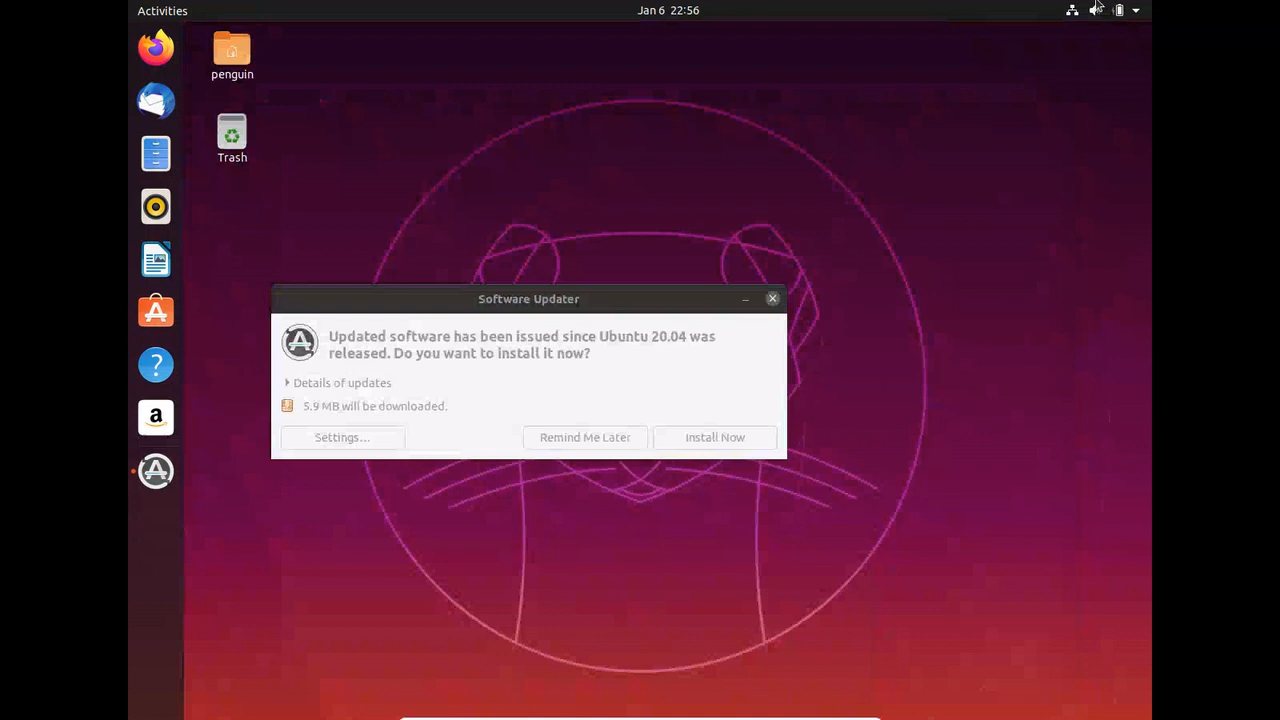 Activities
Jan 6 22:56
penguin
Trash
Software Updater
Updated software has been issued since Ubuntu 20.04 was
released. Do you want to install it now?
Details of updates
5.9 MB will be downloaded.
Settings...
Remind Me Later
Install Now